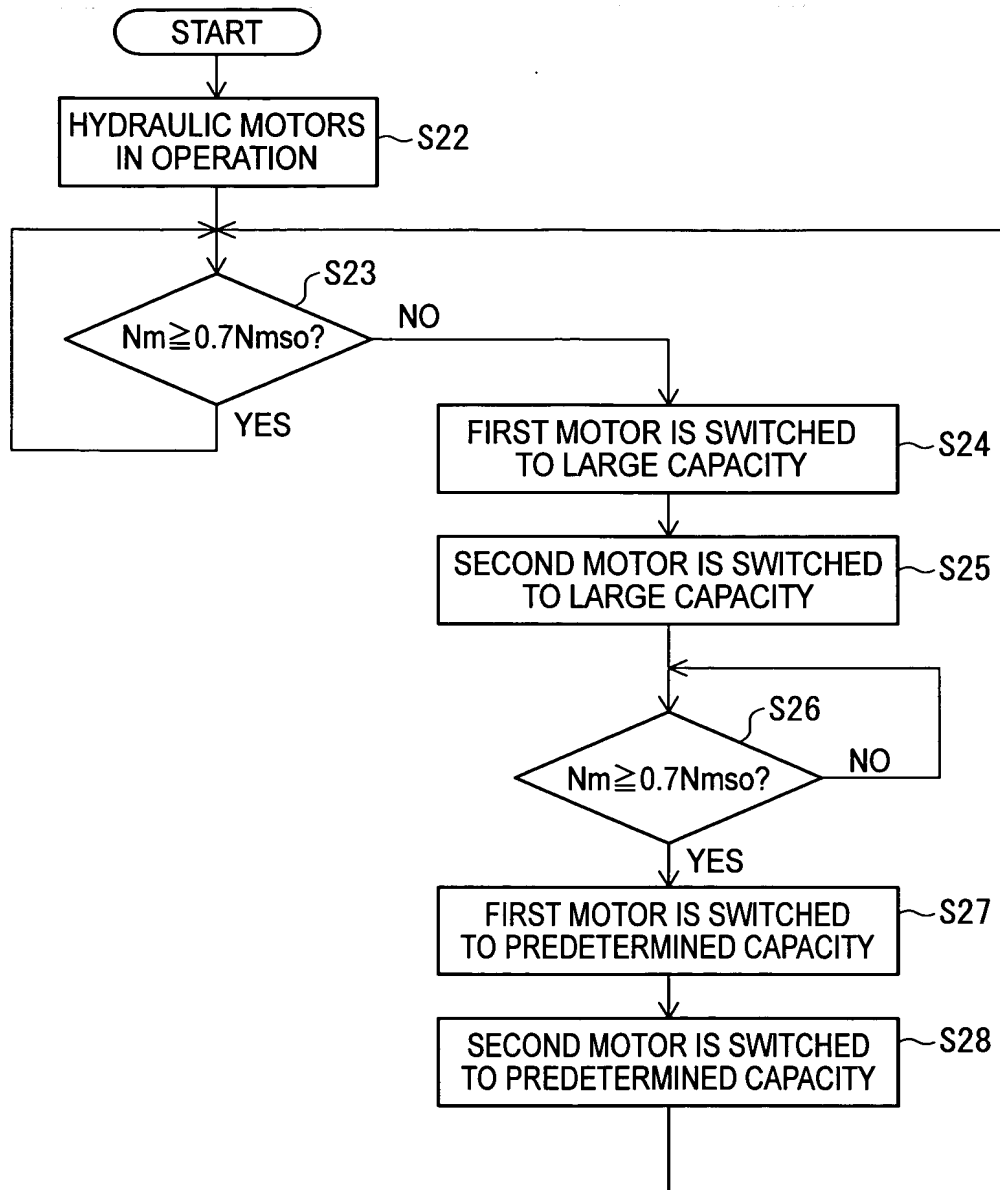 START
HYDRAULIC MOTORS
IN OPERATION
S22
S23
Nm≧0.7Nmso?
NO
YES
FIRST MOTOR IS SWITCHED
TO LARGE CAPACITY
S24
SECOND MOTOR IS SWITCHED
TO LARGE CAPACITY
S25
S26
Nm≧0.7Nmso?
NO
YES
FIRST MOTOR IS SWITCHED
TO PREDETERMINED CAPACITY
S27
SECOND MOTOR IS SWITCHED
TO PREDETERMINED CAPACITY
S28